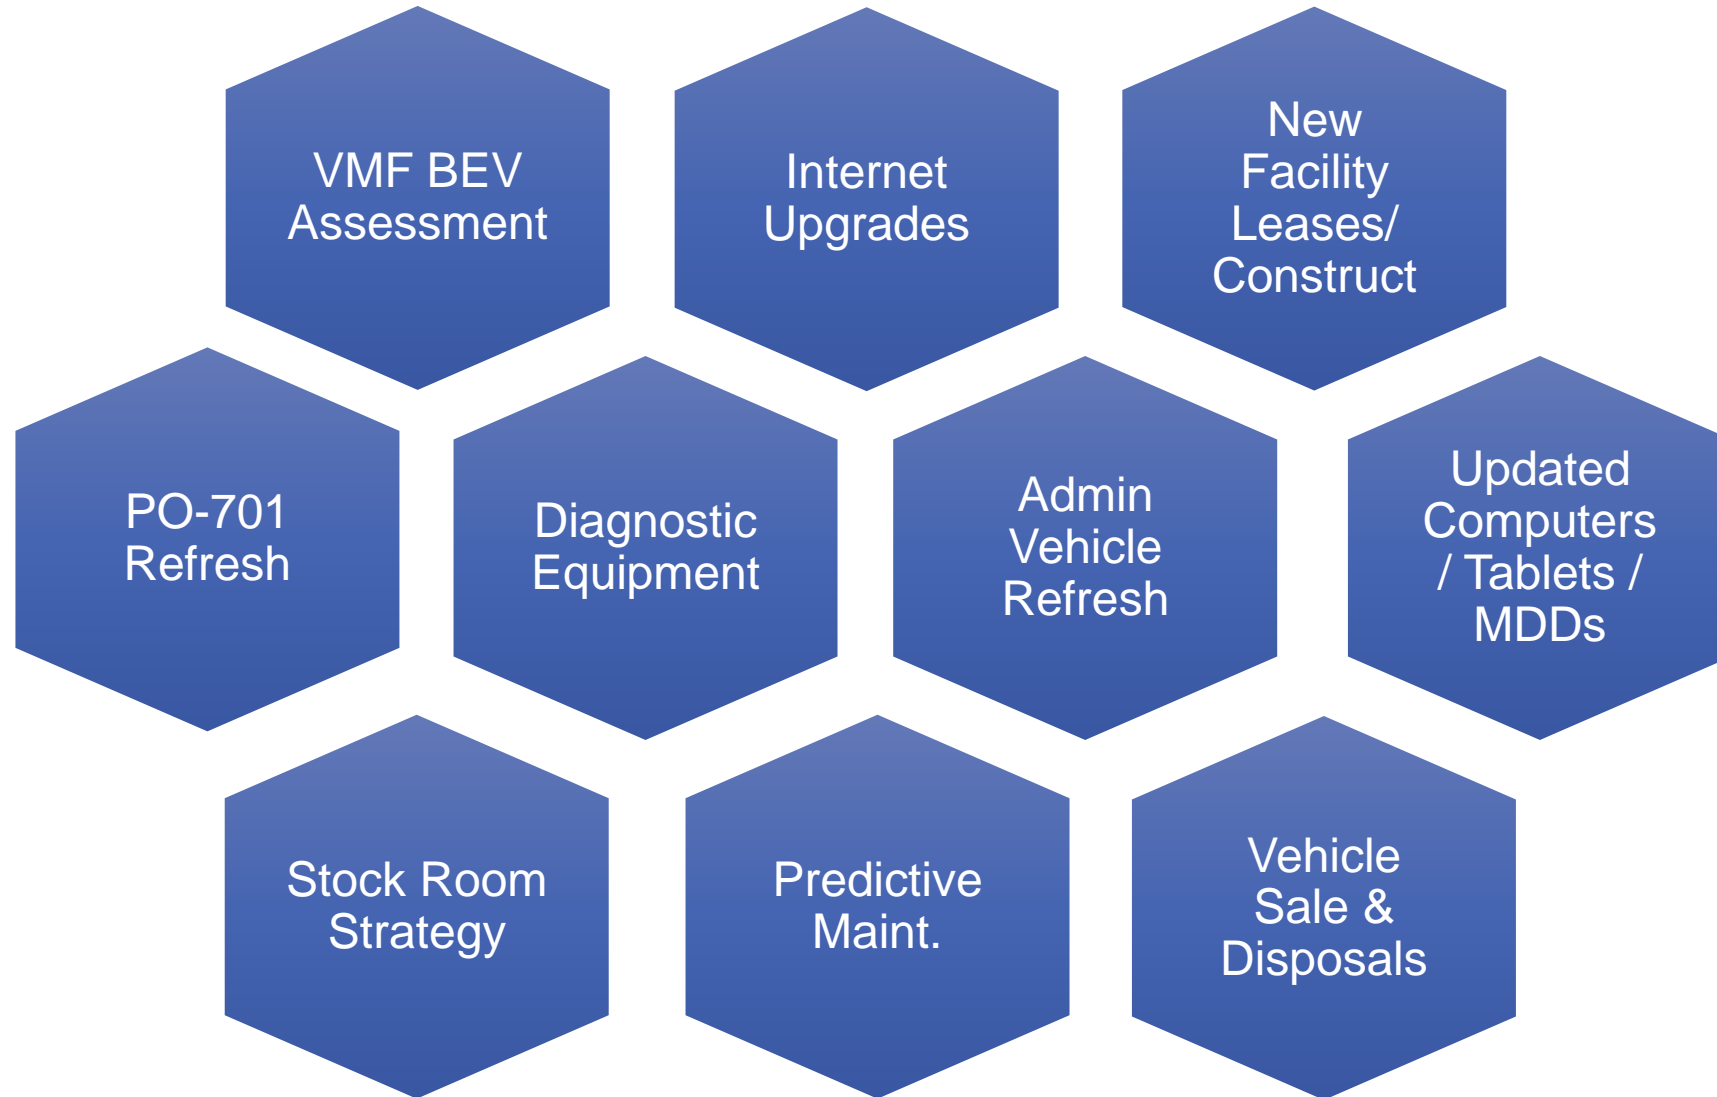 VMF BEV
Assessment
Internet
Upgrades
New
Facility
Leases/
Construct
PO-701
Refresh
Diagnostic
Equipment
Admin
Vehicle
Refresh
Updated
Computers
/ Tablets /
MDDs
Stock Room
Strategy
Predictive
Maint.
Vehicle
Sale &
Disposals